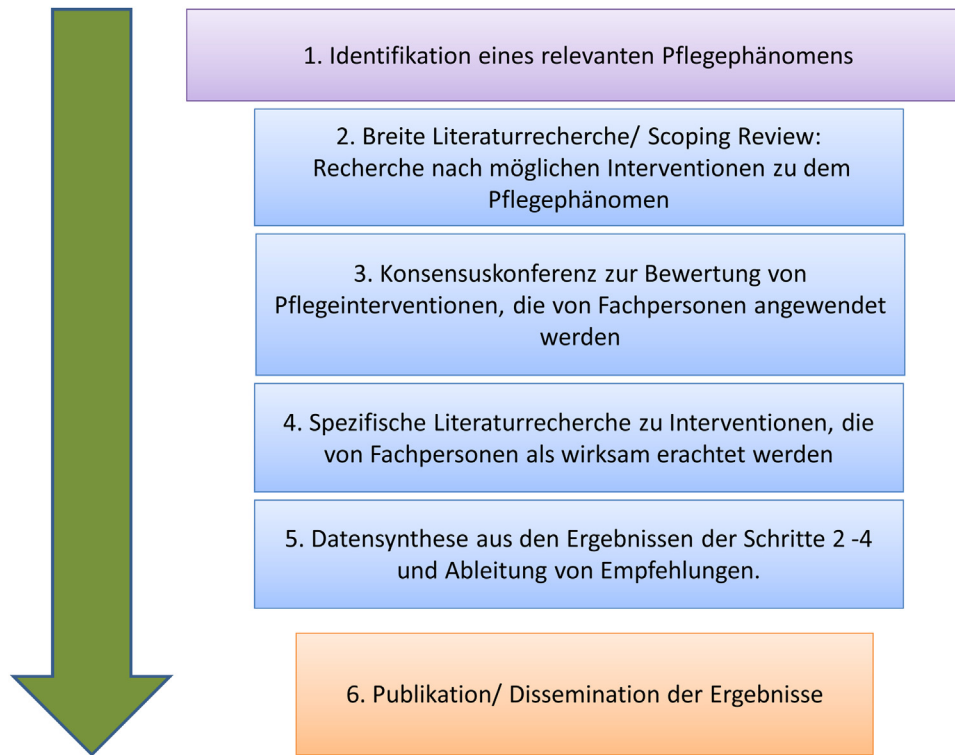 1. Identifikation eines relevanten Pflegephänomens
2. Breite Literaturrecherche/ Scoping Review:
Recherche nach möglichen Interventionen zu dem
Pflegephänomen
3. Konsensuskonferenz zur Bewertung von
Pflegeinterventionen, die von Fachpersonen angewendet
werden
4. Spezifische Literaturrecherche zu Interventionen, die
von Fachpersonen als wirksam erachtet werden
5. Datensynthese aus den Ergebnissen der Schritte 2 -4
und Ableitung von Empfehlungen.
6. Publikation/ Dissemination der Ergebnisse